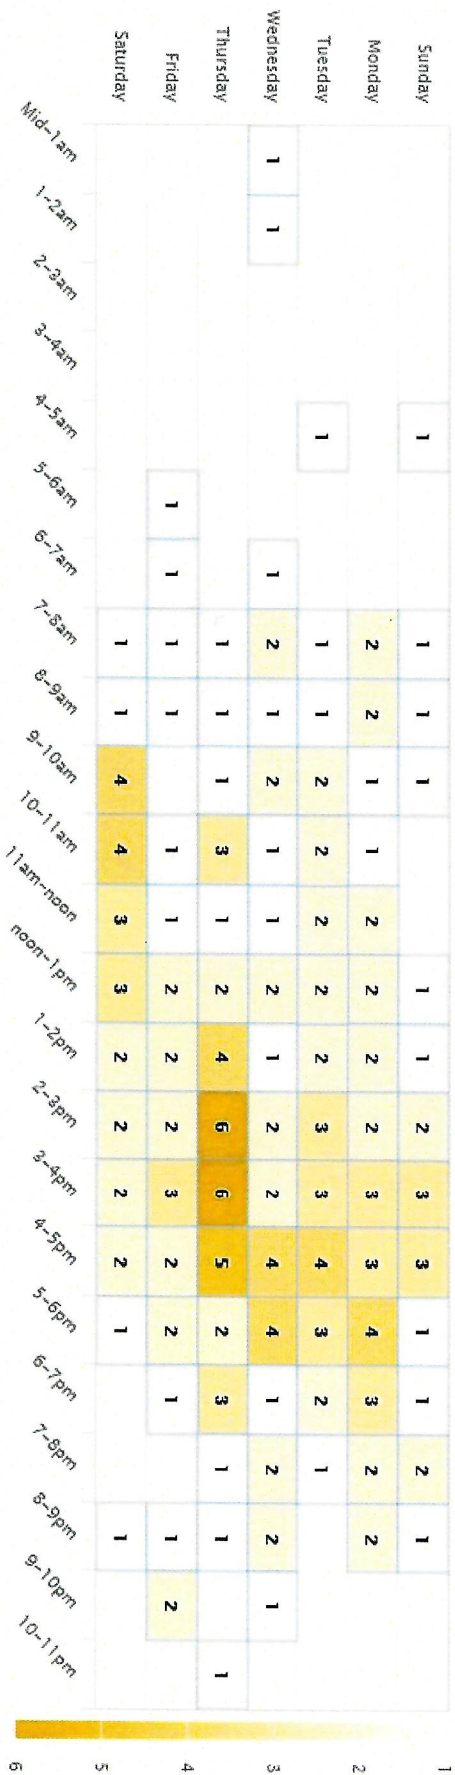 Sunday 1 1 1 1 1 1 2 3 3 1 1 2 1
Monday 2 2 1 1 2 2 2 2 3 3 4 3 2 2
Tuesday 1 1 1 2 2 2 2 2 3 3 4 3 2 1
Wednesday 1 1 1 2 1 2 1 1 2 1 2 2 4 4 1 2 2 1
Thursday 1 1 1 3 1 2 4 6 6 5 2 3 1 1 1
Friday 1 1 1 1 1 1 2 2 2 3 2 2 1 1 2
Saturday 1 1 4 4 3 3 2 2 2 2 1 1
Mid-1am 1-2am 2-3am 3-4am 4-5am 5-6am 6-7am 7-8am 8-9am 9-10am 10-11am 11am-noon noon-1pm 1-2pm 2-3pm 3-4pm 4-5pm 5-6pm 6-7pm 7-8pm 8-9pm 9-10pm 10-11pm
1
2
3
4
5
6